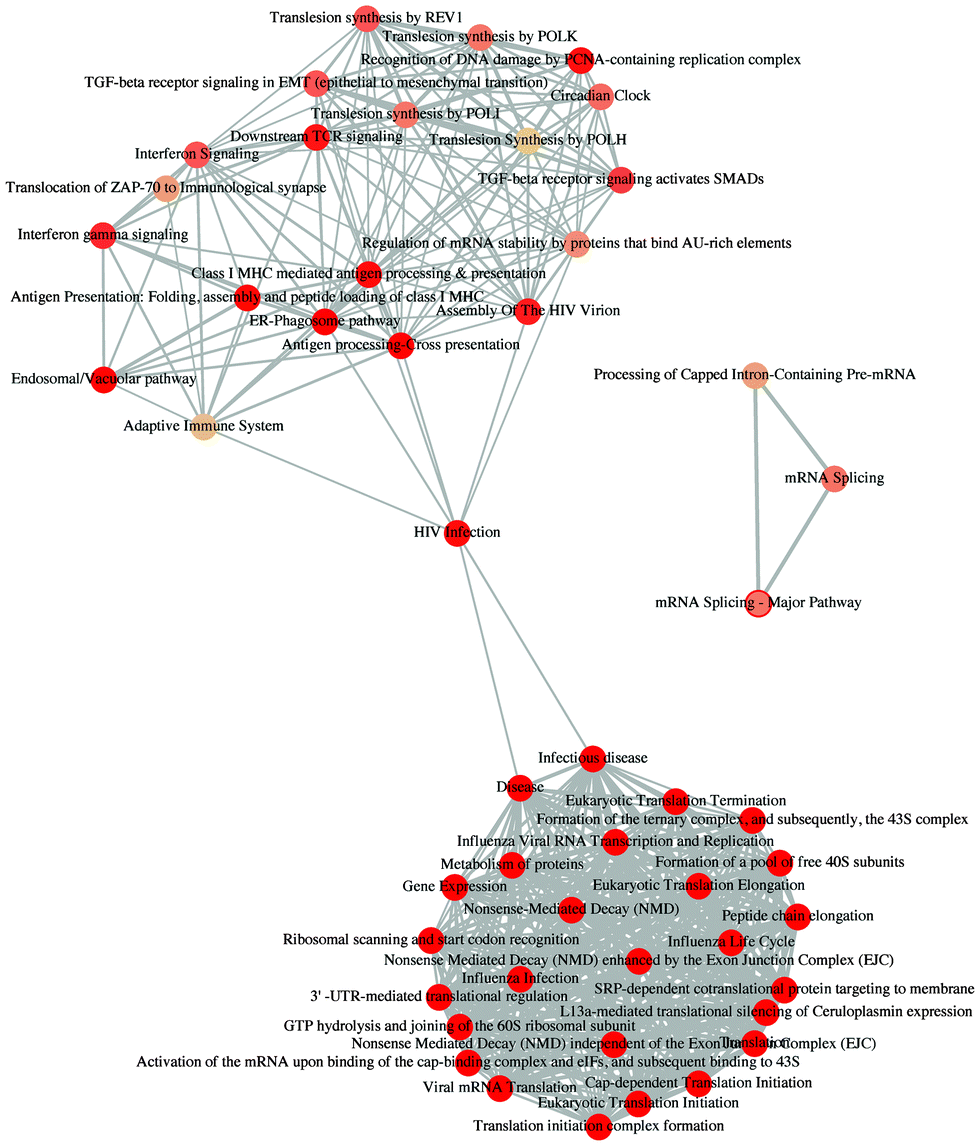 Translesion synthesis by REV1
Translesion synthesis by POLK
Recognition of DNA damage by PCNA-containing replication complex
TGF-beta receptor signaling in EMT (epithelial to mesenchymal transition)
Circadian Clock
Translesion synthesis by POLI
Downstream TCR signaling
Translesion Synthesis by POLH
Interferon Signaling
TGF-beta receptor signaling activates SMADs
Translocation of ZAP-70 to Immunological synapse
Interferon gamma signaling
Regulation of mRNA stability by proteins that bind AU-rich elements
Class I MHC mediated antigen processing & presentation
Antigen Presentation: Folding, assembly and peptide loading of class I MHC
Assembly Of The HIV Virion
ER-Phagosome pathway
Antigen processing-Cross presentation
Endosomal/Vacuolar pathway
Processing of Capped Intron-Containing Pre-mRNA
Adaptive Immune System
mRNA Splicing
HIV Infection
mRNA Splicing - Major Pathway
Infectious disease
Disease
Eukaryotic Translation Termination
Formation of the ternary complex, and subsequently, the 43S complex
Influenza Viral RNA Transcription and Replication
Metabolism of proteins
Formation of a pool of free 40S subunits
Gene Expression
Eukaryotic Translation Elongation
Nonsense-Mediated Decay (NMD)
Peptide chain elongation
Ribosomal scanning and start codon recognition
Influenza Life Cycle
Nonsense Mediated Decay (NMD) enhanced by the Exon Junction Complex (EJC)
Influenza Infection
SRP-dependent cotranslational protein targeting to membrane
3' -UTR-mediated translational regulation
L13a-mediated translational silencing of Ceruloplasmin expression
GTP hydrolysis and joining of the 60S ribosomal subunit
Nonsense Mediated Decay (NMD) independent of the Exon Junction Complex (EJC)
Translation
Activation of the mRNA upon binding of the cap-binding complex and eIFs, and subsequent binding to 43S
Viral mRNA Translation
Cap-dependent Translation Initiation
Eukaryotic Translation Initiation
Translation initiation complex formation